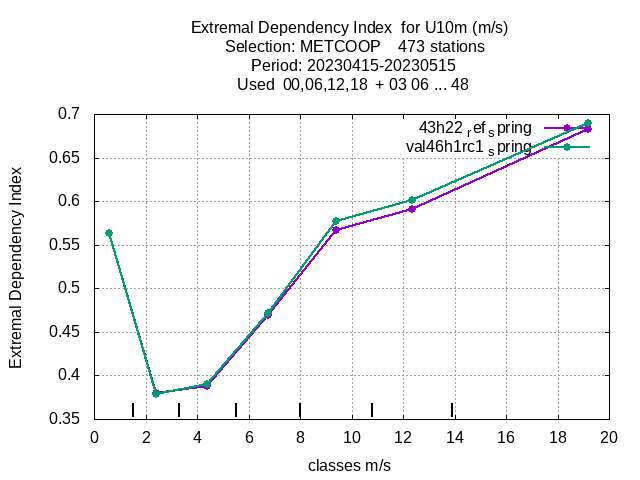 Extremal Dependency Index  for U10m (m/s)
Selection: METCOOP    473 stations
Period: 20230415-20230515
Used  00,06,12,18  + 03 06 ... 48
0.7
0.65
0.6
0.55
0.5
0.45
0.4
0.35
Extremal Dependency Index
43h22 refspring
val46h1rc1 spring
0 2 4 6 8 10 12 14 16 18 20
classes m/s